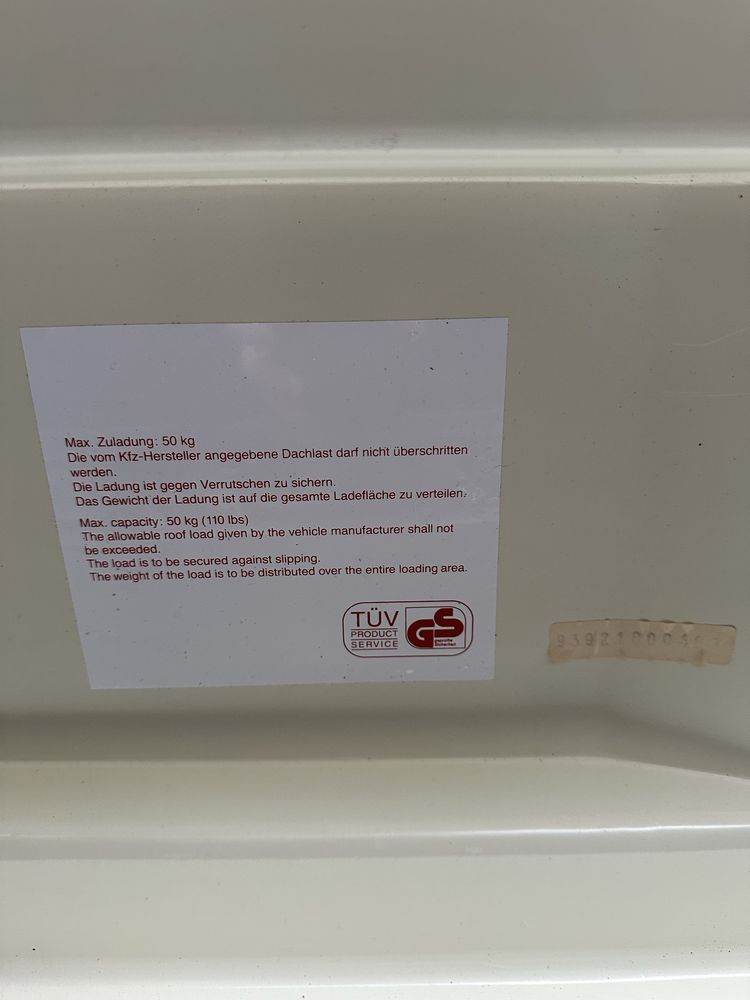 Max. Zuladung: 50 kg
Die vom Kfz-Hersteller angegebene Dachlast darf nicht überschritten
werden.
Die Ladung ist gegen Verrutschen zu sichern.
Das Gewicht der Ladung ist auf die gesamte Ladefläche zu verteilen.
Max. capacity: 50 kg (110 lbs)
The allowable roof load given by the vehicle manufacturer shall not
be exceeded.
The load is to be secured against slipping.
The weight of the load is to be distributed over the entire loading area.
TÜV
PRODUCT
SERVICE
GS
geprüfte
Sicherheit